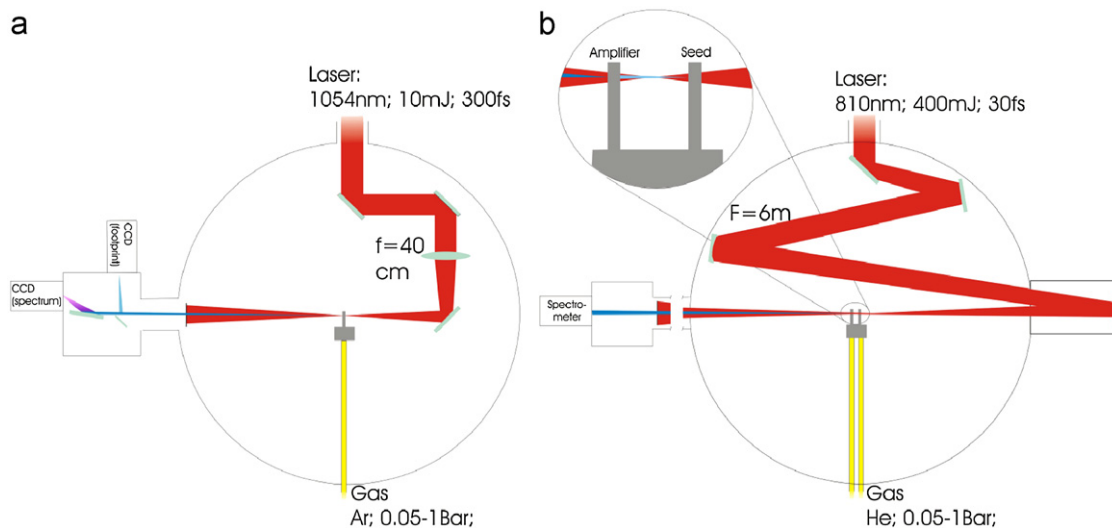 a
Laser:
1054nm; 10mJ; 300fs
f=40
cm
CCD
(footprint)
CCD
(spectrum)
Gas
Ar; 0.05-1Bar;
b
Amplifier
Seed
Laser:
810nm; 400mJ; 30fs
F=6m
Spectro-
meter
Gas
He; 0.05-1Bar;